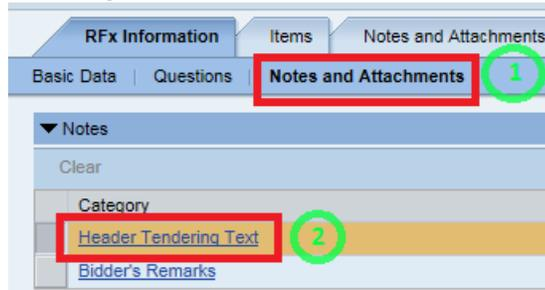 RFx Information Items Notes and Attachments
Basic Data | Questions | Notes and Attachments 1
Notes
Clear
Category
Header Tendering Text 2
Bidder's Remarks